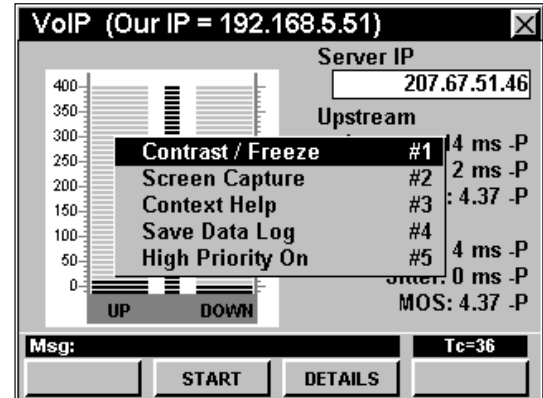 VoIP (Our IP = 192.168.5.51)
Server IP
207.67.51.46
Upstream
400
350
300
250
200
150
100
50
0
Contrast / Freeze #1
Screen Capture #2
Context Help #3
Save Data Log #4
High Priority On #5
4 ms -P
2 ms -P
: 4.37 -P
4 ms -P
Jitter: 0 ms -P
MOS: 4.37 -P
UP DOWN
Msg: Tc=36
START DETAILS